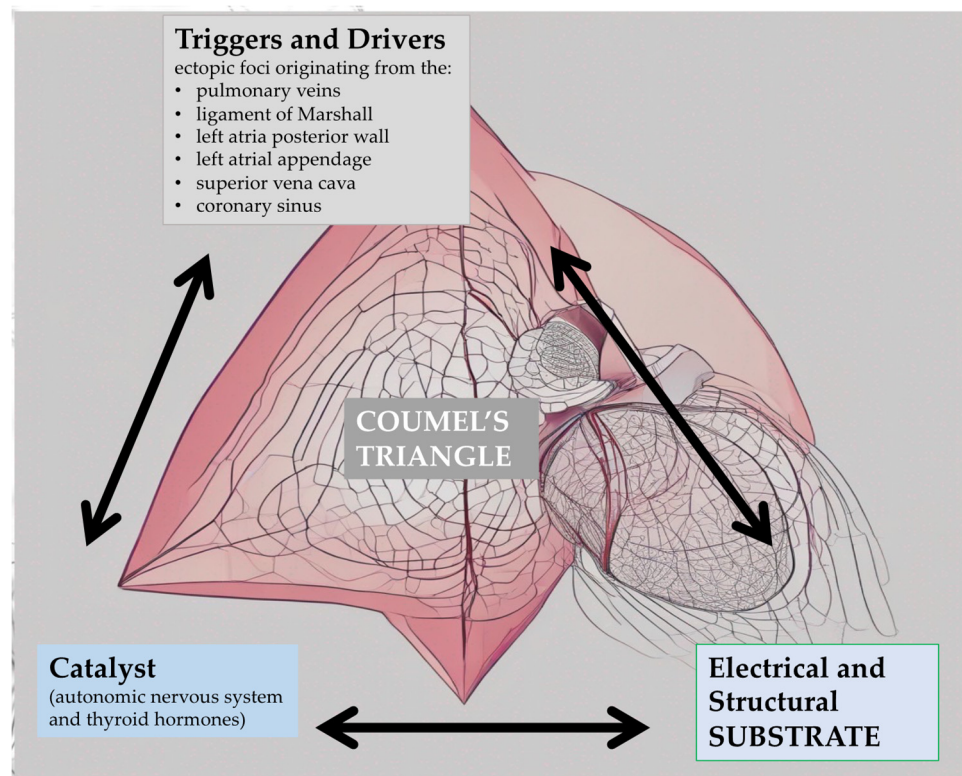 Triggers and Drivers
ectopic foci originating from the:
• pulmonary veins
• ligament of Marshall
• left atria posterior wall
• left atrial appendage
• superior vena cava
• coronary sinus
COUMEL'S
TRIANGLE
Catalyst
(autonomic nervous system
and thyroid hormones)
Electrical and
Structural
SUBSTRATE